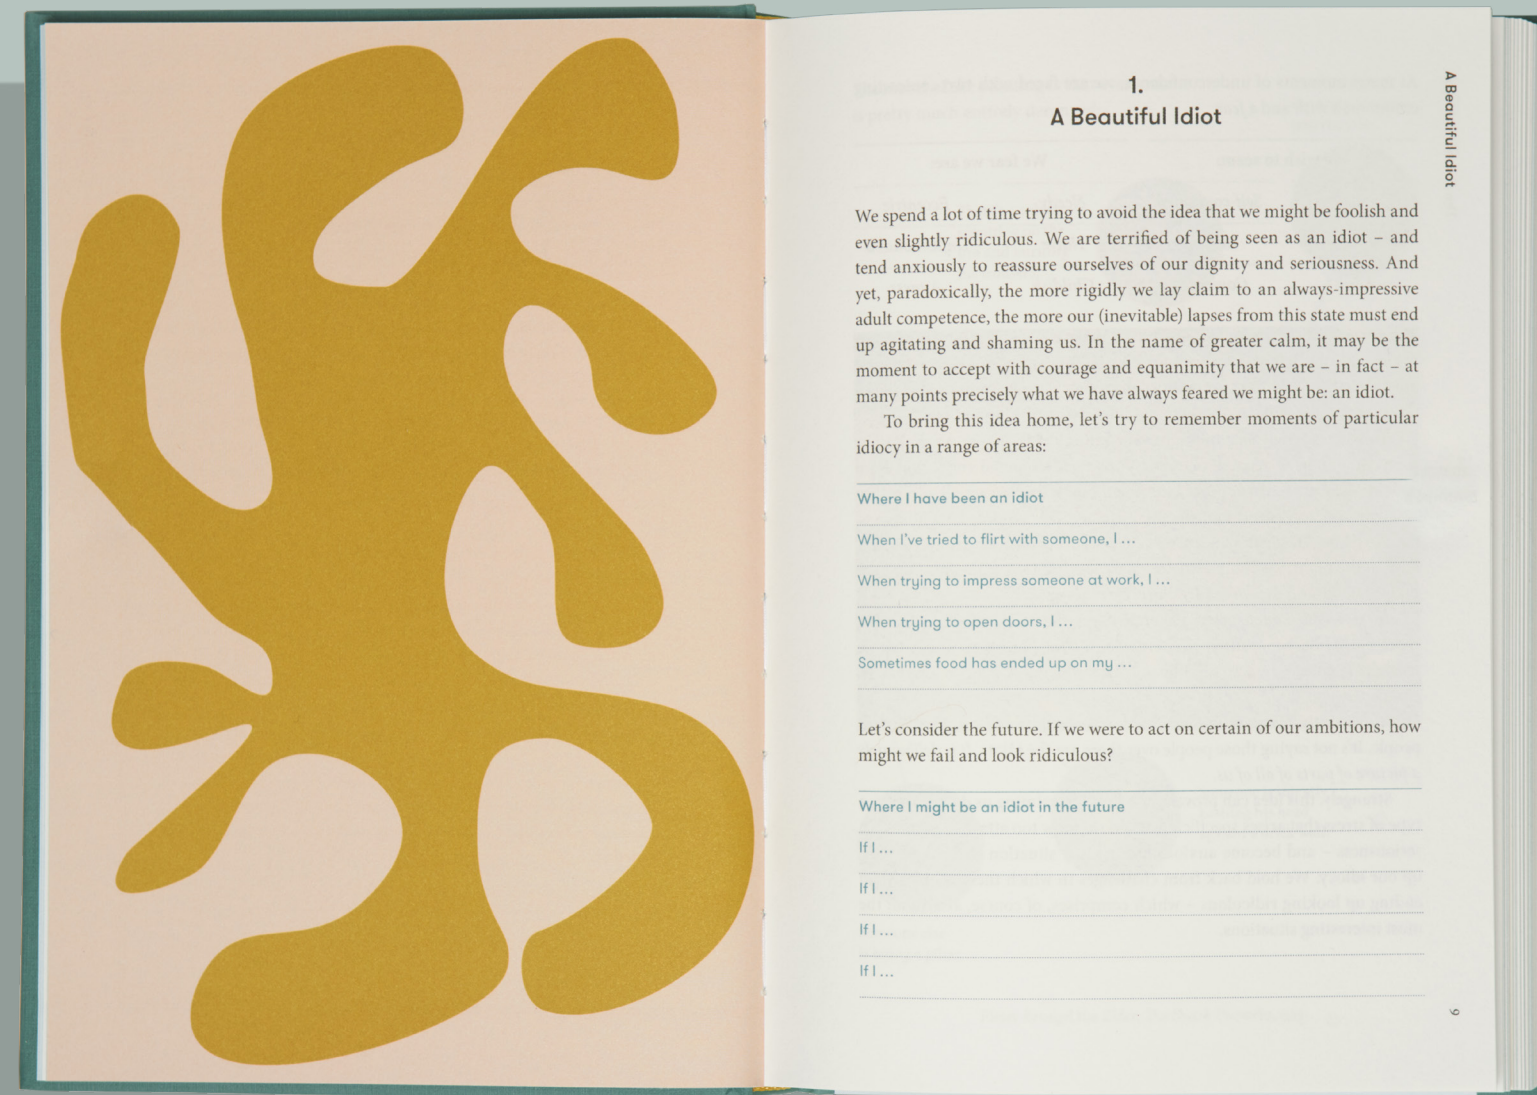 1.
A Beautiful Idiot
A Beautiful Idiot
We spend a lot of time trying to avoid the idea that we might be foolish and
even slightly ridiculous. We are terrified of being seen as an idiot – and
tend anxiously to reassure ourselves of our dignity and seriousness. And
yet, paradoxically, the more rigidly we lay claim to an always-impressive
adult competence, the more our (inevitable) lapses from this state must end
up agitating and shaming us. In the name of greater calm, it may be the
moment to accept with courage and equanimity that we are – in fact – at
many points precisely what we have always feared we might be: an idiot.
To bring this idea home, let's try to remember moments of particular
idiocy in a range of areas:
Where I have been an idiot
When I've tried to flirt with someone, I ...
When trying to impress someone at work, I ...
When trying to open doors, I ...
Sometimes food has ended up on my ...
Let's consider the future. If we were to act on certain of our ambitions, how
might we fail and look ridiculous?
Where I might be an idiot in the future
If I ...
If I ...
If I ...
If I ...
9